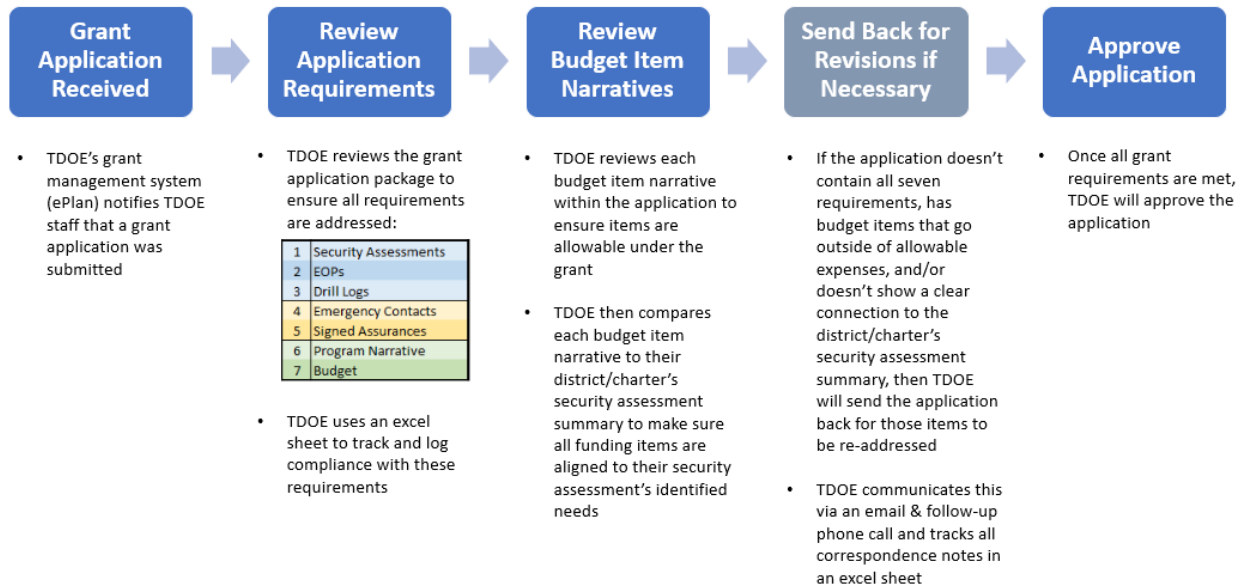 Grant
Application
Received
Review
Application
Requirements
Review
Budget Item
Narratives
Send Back for
Revisions if
Necessary
Approve
Application
• TDOE's grant
management system
(ePlan) notifies TDOE
staff that a grant
application was
submitted
• TDOE reviews the grant
application package to
ensure all requirements
are addressed:
1 Security Assessments
2 EOPs
3 Drill Logs
4 Emergency Contacts
5 Signed Assurances
6 Program Narrative
7 Budget
• TDOE uses an excel
sheet to track and log
compliance with these
requirements
• TDOE reviews each
budget item narrative
within the application to
ensure items are
allowable under the
grant
• TDOE then compares
each budget item
narrative to their
district/charter's
security assessment
summary to make sure
all funding items are
aligned to their security
assessment's identified
needs
• If the application doesn't
contain all seven
requirements, has
budget items that go
outside of allowable
expenses, and/or
doesn't show a clear
connection to the
district/charter's
security assessment
summary, then TDOE
will send the application
back for those items to
be re-addressed
• TDOE communicates this
via an email & follow-up
phone call and tracks all
correspondence notes in
an excel sheet
• Once all grant
requirements are met,
TDOE will approve the
application